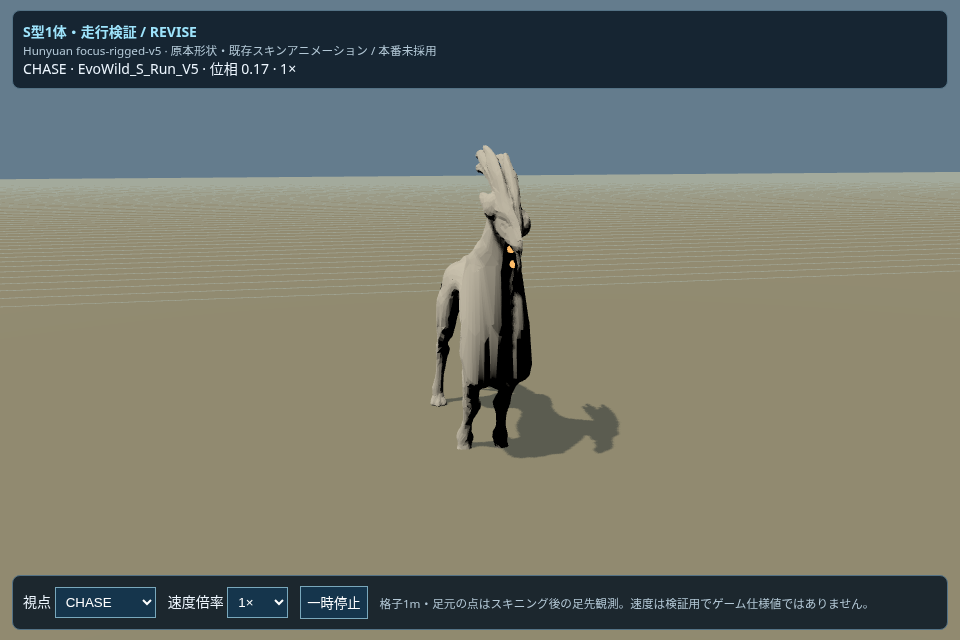 S型1体・走行検証 / REVISE
Hunyuan focus-rigged-v5 · 原本形状・既存スキンアニメーション / 本番未採用
CHASE · EvoWild_S_Run_V5 · 位相 0.17 · 1×
視点 CHASE 速度倍率 1× 一時停止 格子1m・足元の点はスキニング後の足先観測。速度は検証用でゲーム仕様値ではありません。